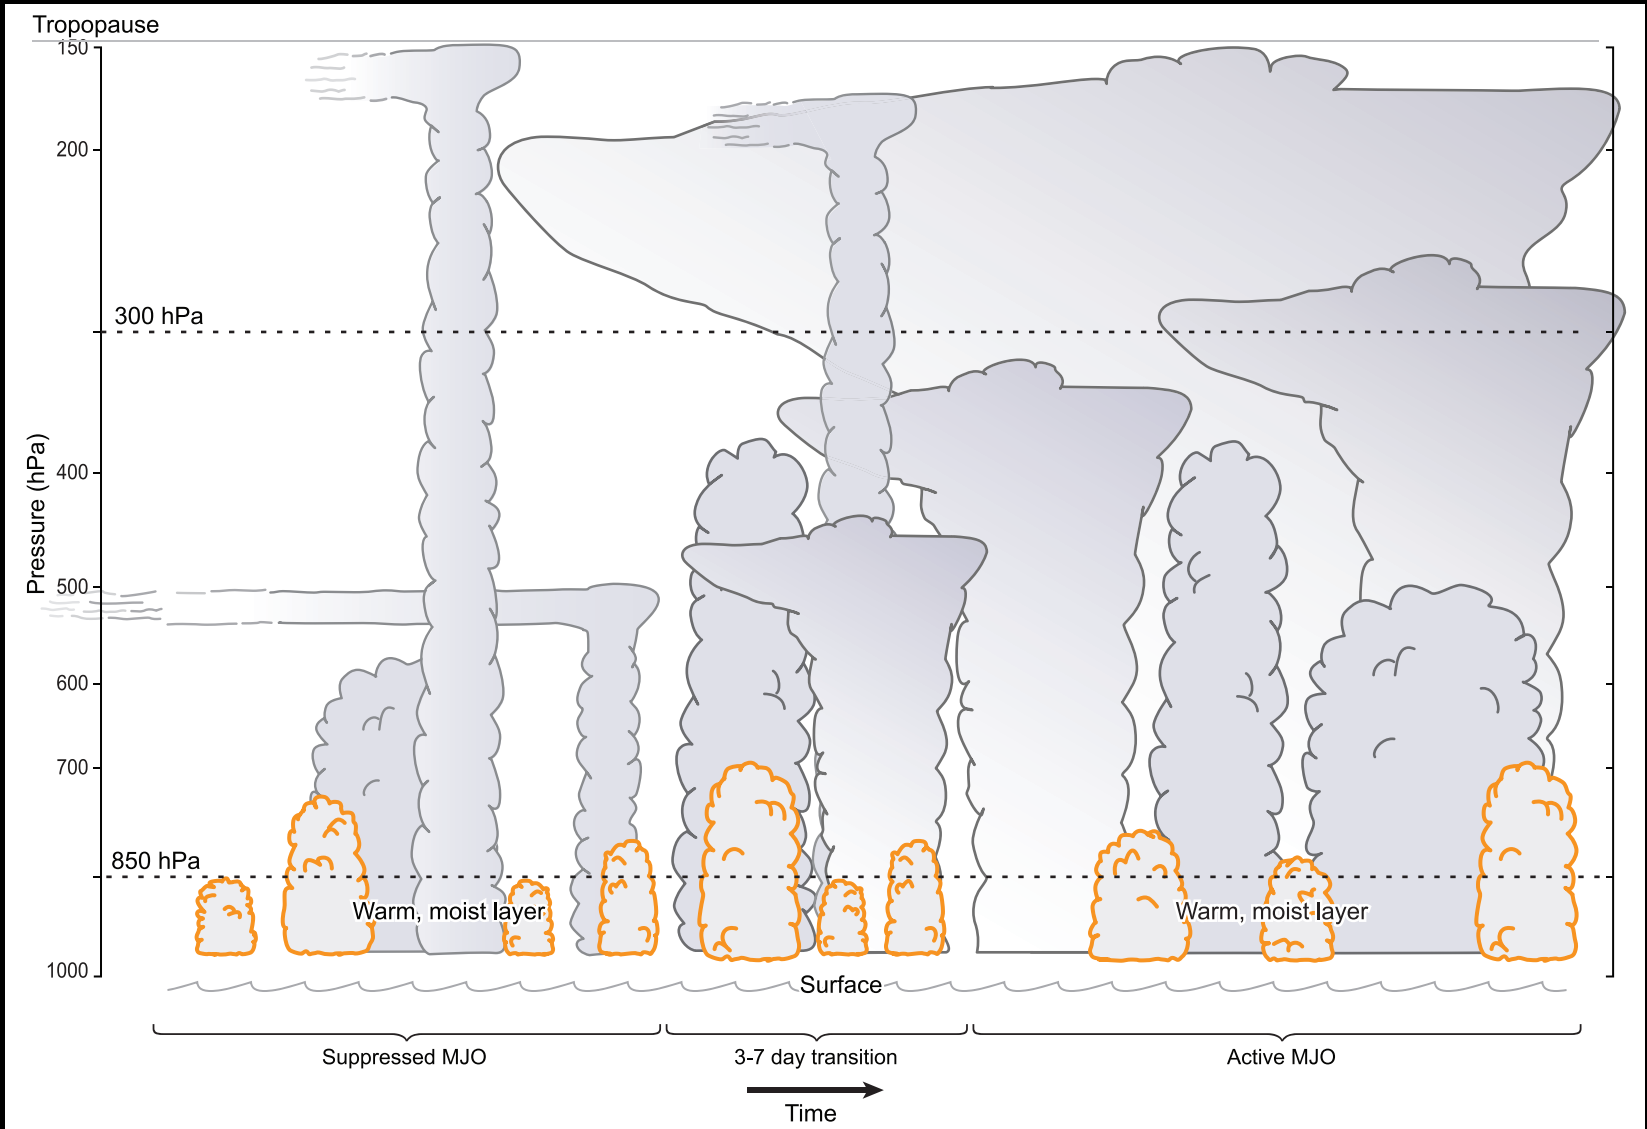 Tropopause
150
200
300 hPa
400
500
600
700
850 hPa
1000
Pressure (hPa)
Warm, moist layer
Warm, moist layer
Surface
Suppressed MJO
3-7 day transition
Active MJO
Time